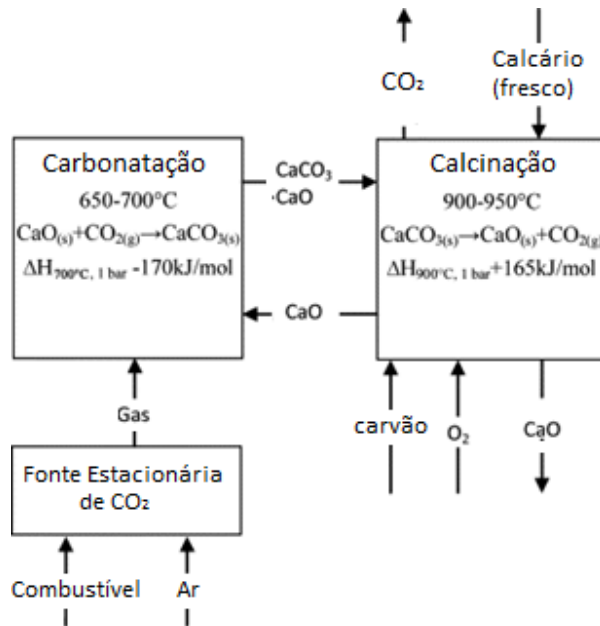 CO₂
Calcário
(fresco)
Carbonatação
650-700°C
CaO(s)+CO2(g)→CaCO3(s)
ΔH700°C, 1 bar -170kJ/mol
CaCO₃
·CaO
CaO
Calcinação
900-950°C
CaCO3(s)→CaO(s)+CO2(g)
ΔH900°C, 1 bar+165kJ/mol
Gas
carvão
O₂
CaO
Fonte Estacionária
de CO₂
Combustível
Ar